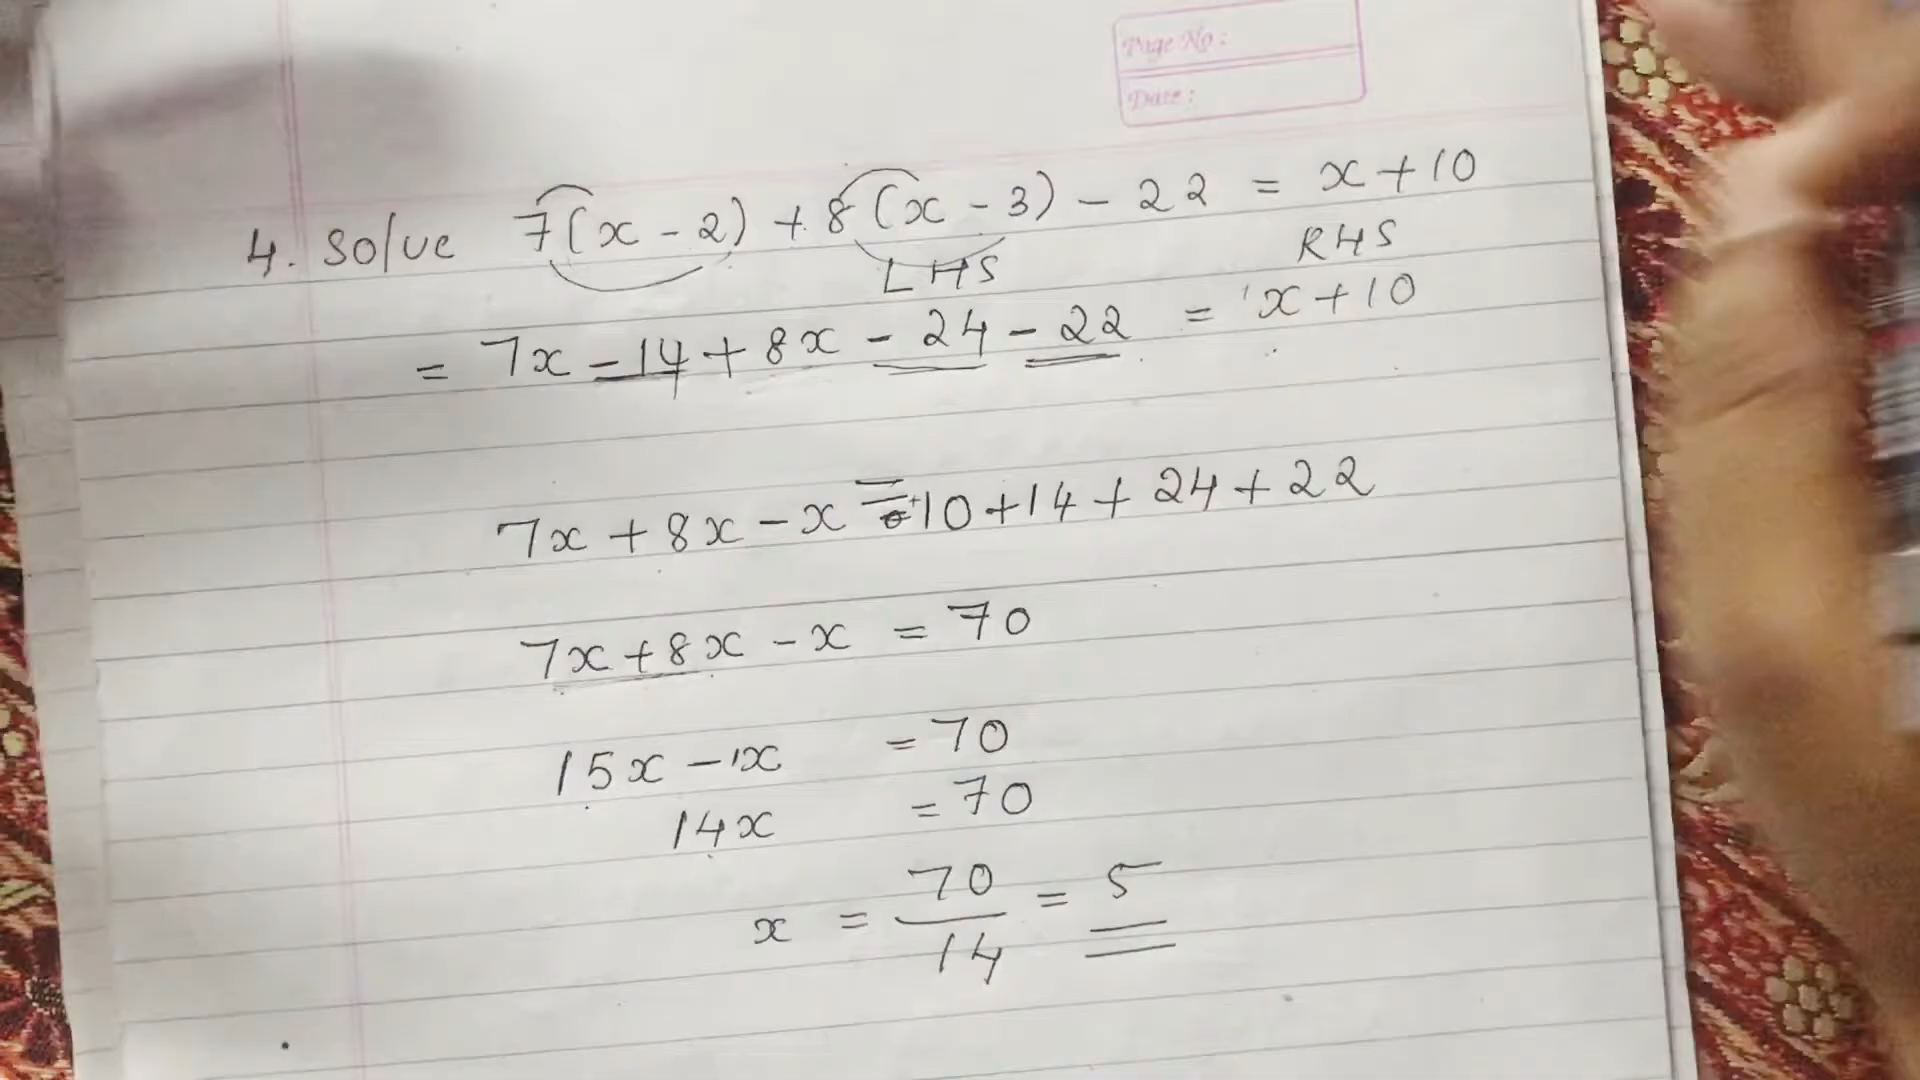 Page No :
Date :
4. Solve 7(x - 2) + 8(x - 3) - 22 = x + 10
LHS RHS
= 7x - 14 + 8x - 24 - 22 = 1x + 10
7x + 8x - x = +10 + 14 + 24 + 22
7x + 8x - x = 70
15x - 1x = 70
14x = 70
x = 70/14 = 5